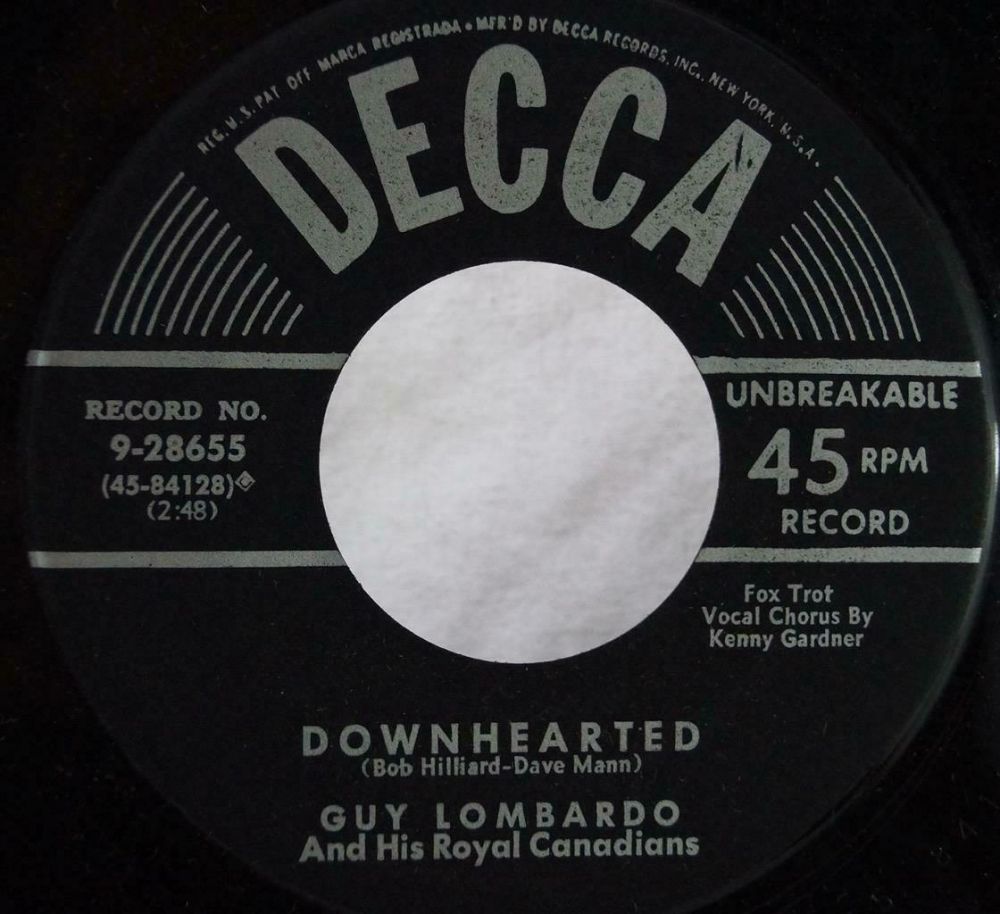 REG. U.S. PAT OFF MARCA REGISTRADA • MFR'D BY DECCA RECORDS, INC., NEW YORK, U.S.A.
DECCA
RECORD NO.
9-28655
(45-84128)
(2:48)
UNBREAKABLE
45 RPM
RECORD
Fox Trot
Vocal Chorus By
Kenny Gardner
DOWNHEARTED
(Bob Hilliard-Dave Mann)
GUY LOMBARDO
And His Royal Canadians